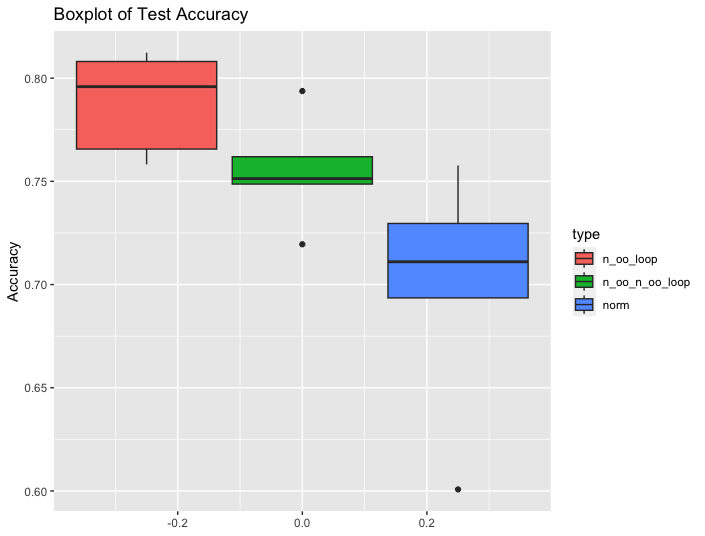 Boxplot of Test Accuracy
Accuracy
0.80
0.75
0.70
0.65
0.60
-0.2
0.0
0.2
type
n_oo_loop
n_oo_n_oo_loop
norm